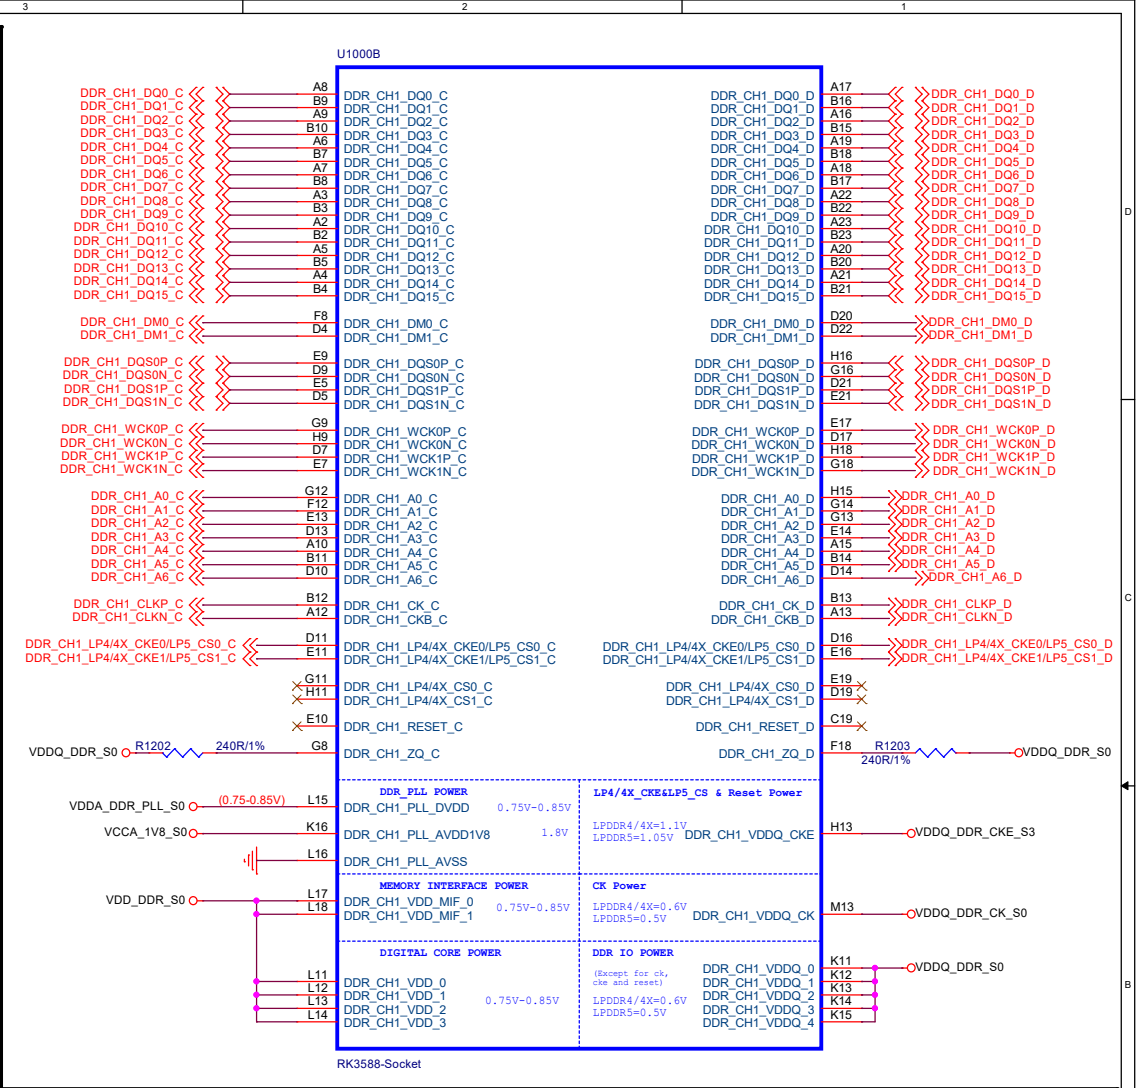 3 2 1
U1000B
DDR_CH1_DQ0_C A8 DDR_CH1_DQ0_C DDR_CH1_DQ0_D A17 DDR_CH1_DQ0_D
DDR_CH1_DQ1_C B9 DDR_CH1_DQ1_C DDR_CH1_DQ1_D B16 DDR_CH1_DQ1_D
DDR_CH1_DQ2_C A9 DDR_CH1_DQ2_C DDR_CH1_DQ2_D A16 DDR_CH1_DQ2_D
DDR_CH1_DQ3_C B10 DDR_CH1_DQ3_C DDR_CH1_DQ3_D B15 DDR_CH1_DQ3_D
DDR_CH1_DQ4_C A6 DDR_CH1_DQ4_C DDR_CH1_DQ4_D A19 DDR_CH1_DQ4_D
DDR_CH1_DQ5_C B7 DDR_CH1_DQ5_C DDR_CH1_DQ5_D B18 DDR_CH1_DQ5_D
DDR_CH1_DQ6_C A7 DDR_CH1_DQ6_C DDR_CH1_DQ6_D A18 DDR_CH1_DQ6_D
DDR_CH1_DQ7_C B8 DDR_CH1_DQ7_C DDR_CH1_DQ7_D B17 DDR_CH1_DQ7_D
DDR_CH1_DQ8_C A3 DDR_CH1_DQ8_C DDR_CH1_DQ8_D A22 DDR_CH1_DQ8_D
DDR_CH1_DQ9_C B3 DDR_CH1_DQ9_C DDR_CH1_DQ9_D B22 DDR_CH1_DQ9_D D
DDR_CH1_DQ10_C A2 DDR_CH1_DQ10_C DDR_CH1_DQ10_D A23 DDR_CH1_DQ10_D
DDR_CH1_DQ11_C B2 DDR_CH1_DQ11_C DDR_CH1_DQ11_D B23 DDR_CH1_DQ11_D
DDR_CH1_DQ12_C A5 DDR_CH1_DQ12_C DDR_CH1_DQ12_D A20 DDR_CH1_DQ12_D
DDR_CH1_DQ13_C B5 DDR_CH1_DQ13_C DDR_CH1_DQ13_D B20 DDR_CH1_DQ13_D
DDR_CH1_DQ14_C A4 DDR_CH1_DQ14_C DDR_CH1_DQ14_D A21 DDR_CH1_DQ14_D
DDR_CH1_DQ15_C B4 DDR_CH1_DQ15_C DDR_CH1_DQ15_D B21 DDR_CH1_DQ15_D
DDR_CH1_DM0_C F8 DDR_CH1_DM0_C DDR_CH1_DM0_D D20 DDR_CH1_DM0_D
DDR_CH1_DM1_C D4 DDR_CH1_DM1_C DDR_CH1_DM1_D D22 DDR_CH1_DM1_D
DDR_CH1_DQS0P_C E9 DDR_CH1_DQS0P_C DDR_CH1_DQS0P_D H16 DDR_CH1_DQS0P_D
DDR_CH1_DQS0N_C D9 DDR_CH1_DQS0N_C DDR_CH1_DQS0N_D G16 DDR_CH1_DQS0N_D
DDR_CH1_DQS1P_C E5 DDR_CH1_DQS1P_C DDR_CH1_DQS1P_D D21 DDR_CH1_DQS1P_D
DDR_CH1_DQS1N_C D5 DDR_CH1_DQS1N_C DDR_CH1_DQS1N_D E21 DDR_CH1_DQS1N_D
DDR_CH1_WCK0P_C G9 DDR_CH1_WCK0P_C DDR_CH1_WCK0P_D E17 DDR_CH1_WCK0P_D
DDR_CH1_WCK0N_C H9 DDR_CH1_WCK0N_C DDR_CH1_WCK0N_D D17 DDR_CH1_WCK0N_D
DDR_CH1_WCK1P_C D7 DDR_CH1_WCK1P_C DDR_CH1_WCK1P_D H18 DDR_CH1_WCK1P_D
DDR_CH1_WCK1N_C E7 DDR_CH1_WCK1N_C DDR_CH1_WCK1N_D G18 DDR_CH1_WCK1N_D
DDR_CH1_A0_C G12 DDR_CH1_A0_C DDR_CH1_A0_D H15 DDR_CH1_A0_D
DDR_CH1_A1_C F12 DDR_CH1_A1_C DDR_CH1_A1_D G14 DDR_CH1_A1_D
DDR_CH1_A2_C E13 DDR_CH1_A2_C DDR_CH1_A2_D G13 DDR_CH1_A2_D
DDR_CH1_A3_C D13 DDR_CH1_A3_C DDR_CH1_A3_D E14 DDR_CH1_A3_D
DDR_CH1_A4_C A10 DDR_CH1_A4_C DDR_CH1_A4_D A15 DDR_CH1_A4_D
DDR_CH1_A5_C B11 DDR_CH1_A5_C DDR_CH1_A5_D B14 DDR_CH1_A5_D
DDR_CH1_A6_C D10 DDR_CH1_A6_C DDR_CH1_A6_D D14 DDR_CH1_A6_D
DDR_CH1_CLKP_C B12 DDR_CH1_CK_C DDR_CH1_CK_D B13 DDR_CH1_CLKP_D C
DDR_CH1_CLKN_C A12 DDR_CH1_CKB_C DDR_CH1_CKB_D A13 DDR_CH1_CLKN_D
DDR_CH1_LP4/4X_CKE0/LP5_CS0_C D11 DDR_CH1_LP4/4X_CKE0/LP5_CS0_C DDR_CH1_LP4/4X_CKE0/LP5_CS0_D D16 DDR_CH1_LP4/4X_CKE0/LP5_CS0_D
DDR_CH1_LP4/4X_CKE1/LP5_CS1_C E11 DDR_CH1_LP4/4X_CKE1/LP5_CS1_C DDR_CH1_LP4/4X_CKE1/LP5_CS1_D E16 DDR_CH1_LP4/4X_CKE1/LP5_CS1_D
G11 DDR_CH1_LP4/4X_CS0_C DDR_CH1_LP4/4X_CS0_D E19
H11 DDR_CH1_LP4/4X_CS1_C DDR_CH1_LP4/4X_CS1_D D19
E10 DDR_CH1_RESET_C DDR_CH1_RESET_D C19
VDDQ_DDR_S0 R1202 240R/1% G8 DDR_CH1_ZQ_C DDR_CH1_ZQ_D F18 R1203 240R/1% VDDQ_DDR_S0
DDR_PLL POWER LP4/4X_CKE&LP5_CS & Reset Power
VDDA_DDR_PLL_S0 (0.75-0.85V) L15 DDR_CH1_PLL_DVDD 0.75V-0.85V
VCCA_1V8_S0 K16 DDR_CH1_PLL_AVDD1V8 1.8V LPDDR4/4X=1.1V
LPDDR5=1.05V DDR_CH1_VDDQ_CKE H13 VDDQ_DDR_CKE_S3
L16 DDR_CH1_PLL_AVSS
MEMORY INTERFACE POWER CK Power
VDD_DDR_S0 L17 DDR_CH1_VDD_MIF_0 0.75V-0.85V LPDDR4/4X=0.6V
L18 DDR_CH1_VDD_MIF_1 LPDDR5=0.5V DDR_CH1_VDDQ_CK M13 VDDQ_DDR_CK_S0
DIGITAL CORE POWER DDR IO POWER
DDR_CH1_VDDQ_0 K11 VDDQ_DDR_S0
L11 DDR_CH1_VDD_0 (Except for ck, DDR_CH1_VDDQ_1 K12 B
L12 DDR_CH1_VDD_1 cke and reset) DDR_CH1_VDDQ_2 K13
L13 DDR_CH1_VDD_2 0.75V-0.85V LPDDR4/4X=0.6V DDR_CH1_VDDQ_3 K14
L14 DDR_CH1_VDD_3 LPDDR5=0.5V DDR_CH1_VDDQ_4 K15
RK3588-Socket